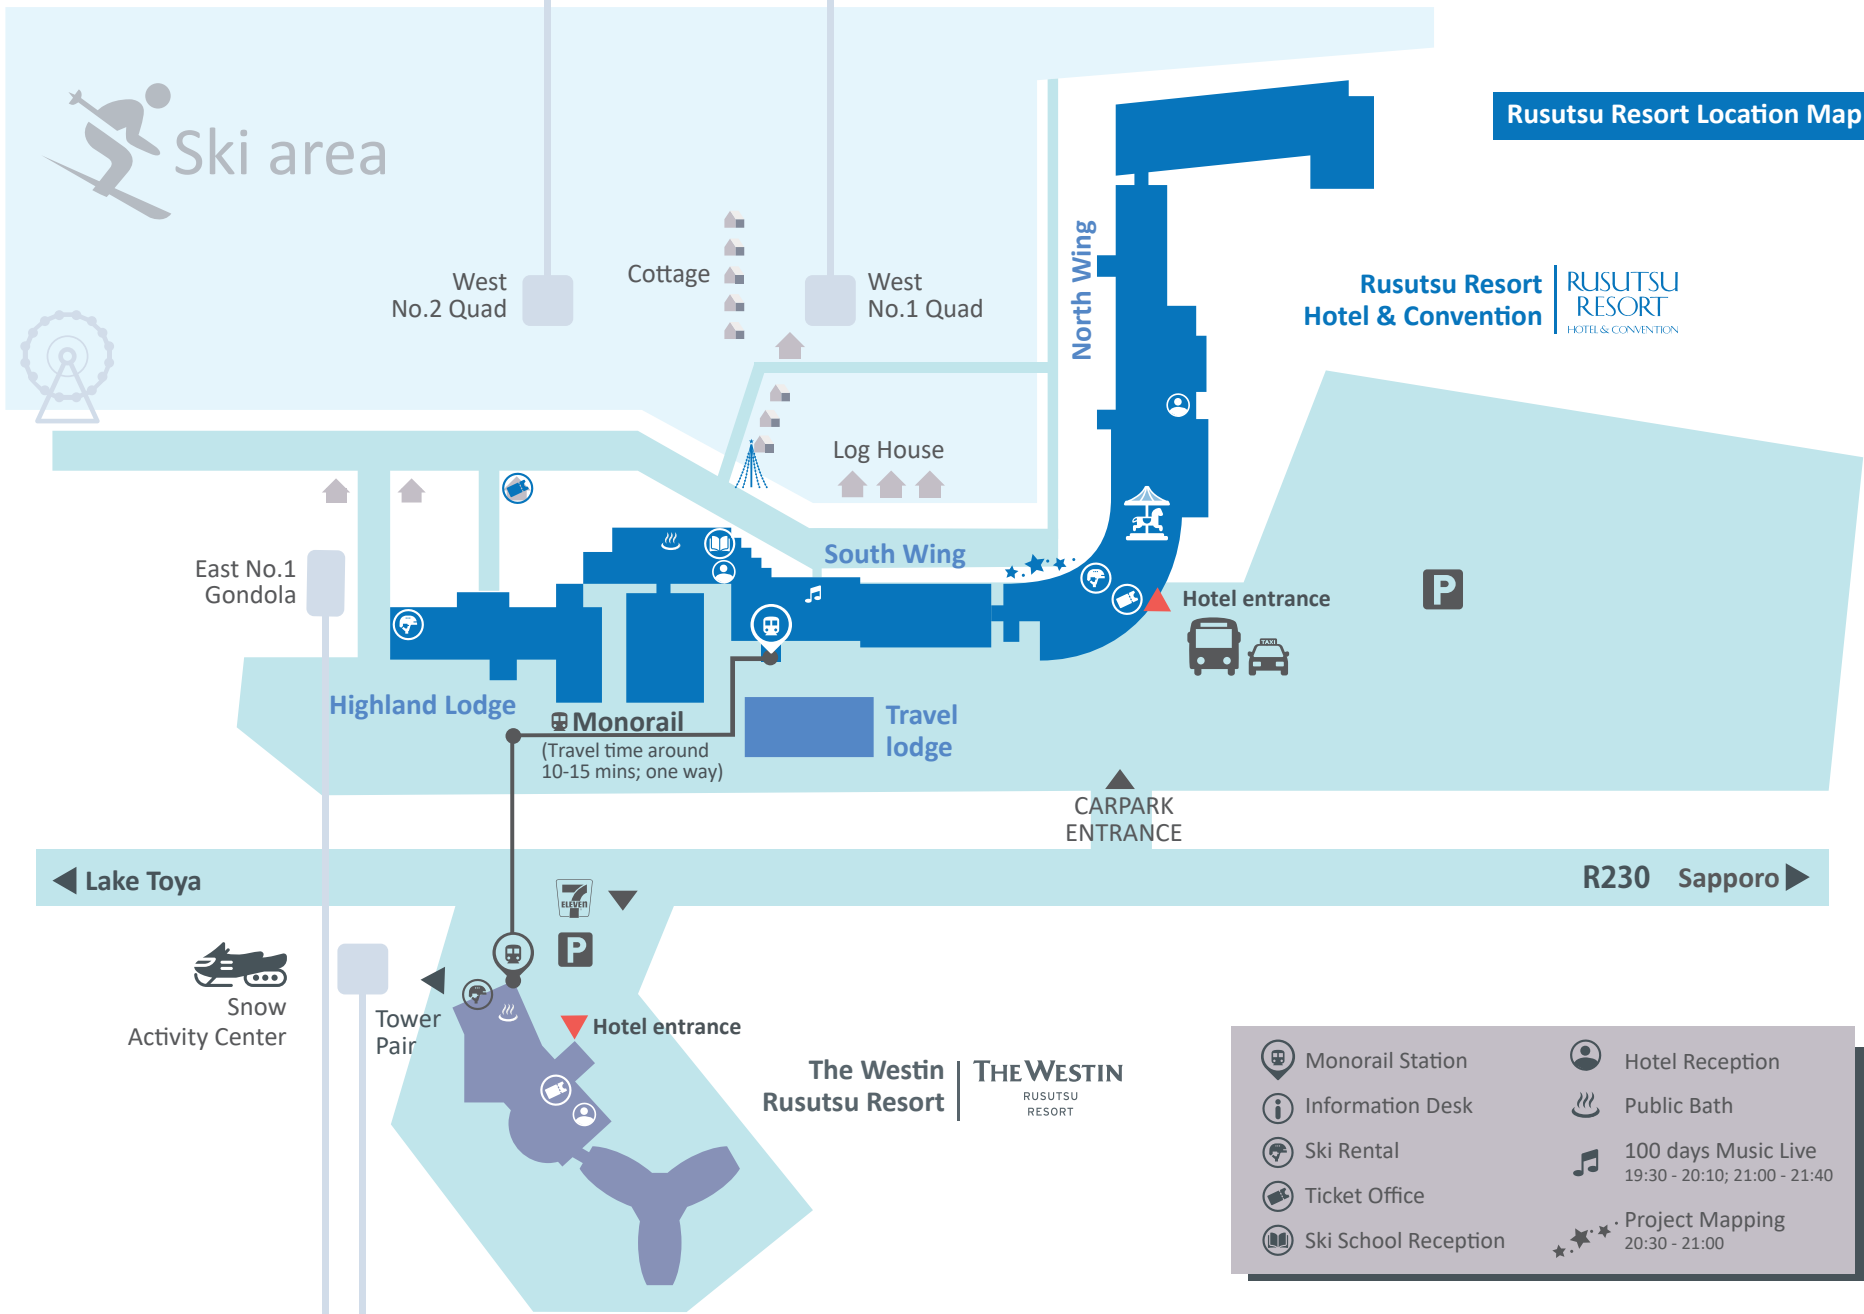 Rusutsu Resort Location Map
Ski area
West
No.2 Quad
Cottage
West
No.1 Quad
North Wing
Rusutsu Resort
Hotel & Convention
RUSUTSU
RESORT
HOTEL & CONVENTION
Log House
South Wing
East No.1
Gondola
Hotel entrance
P
TAXI
Highland Lodge
Monorail
(Travel time around
10-15 mins; one way)
Travel
lodge
CARPARK
ENTRANCE
Lake Toya
R230
Sapporo
7
ELEVEN
P
Snow
Activity Center
Tower
Pair
Hotel entrance
The Westin
Rusutsu Resort
THE WESTIN
RUSUTSU
RESORT
Monorail Station
Information Desk
Ski Rental
Ticket Office
Ski School Reception
Hotel Reception
Public Bath
100 days Music Live
19:30 - 20:10; 21:00 - 21:40
Project Mapping
20:30 - 21:00